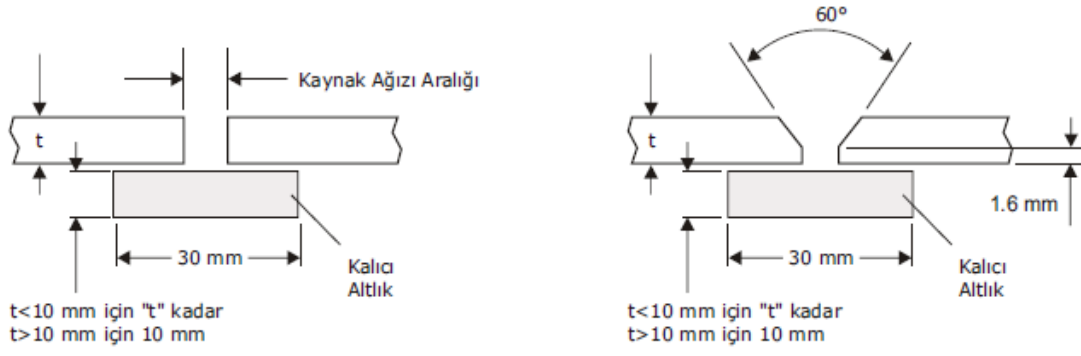 Kaynak Ağızı Aralığı
t
30 mm
Kalıcı
Altlık
t<10 mm için "t" kadar
t>10 mm için 10 mm
60°
t
1.6 mm
30 mm
Kalıcı
Altlık
t<10 mm için "t" kadar
t>10 mm için 10 mm